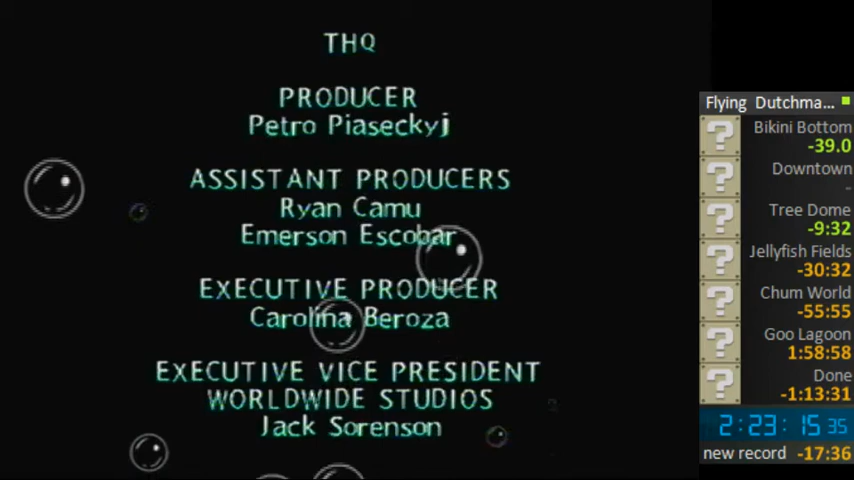 THQ
PRODUCER
Petro Piaseckyj
ASSISTANT PRODUCERS
Ryan Camu
Emerson Escobar
EXECUTIVE PRODUCER
Carolina Beroza
EXECUTIVE VICE PRESIDENT
WORLDWIDE STUDIOS
Jack Sorenson
Flying Dutchma...
Bikini Bottom
-39.0
Downtown
-
Tree Dome
-9:32
Jellyfish Fields
-30:32
Chum World
-55:55
Goo Lagoon
1:58:58
Done
-1:13:31
2:23:15 35
new record -17:36